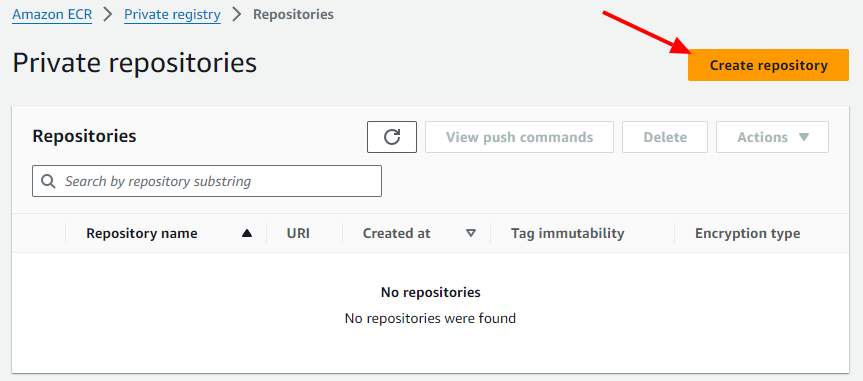 Amazon ECR > Private registry > Repositories
Private repositories
Create repository
Repositories
View push commands
Delete
Actions
Search by repository substring
Repository name
URI
Created at
Tag immutability
Encryption type
No repositories
No repositories were found